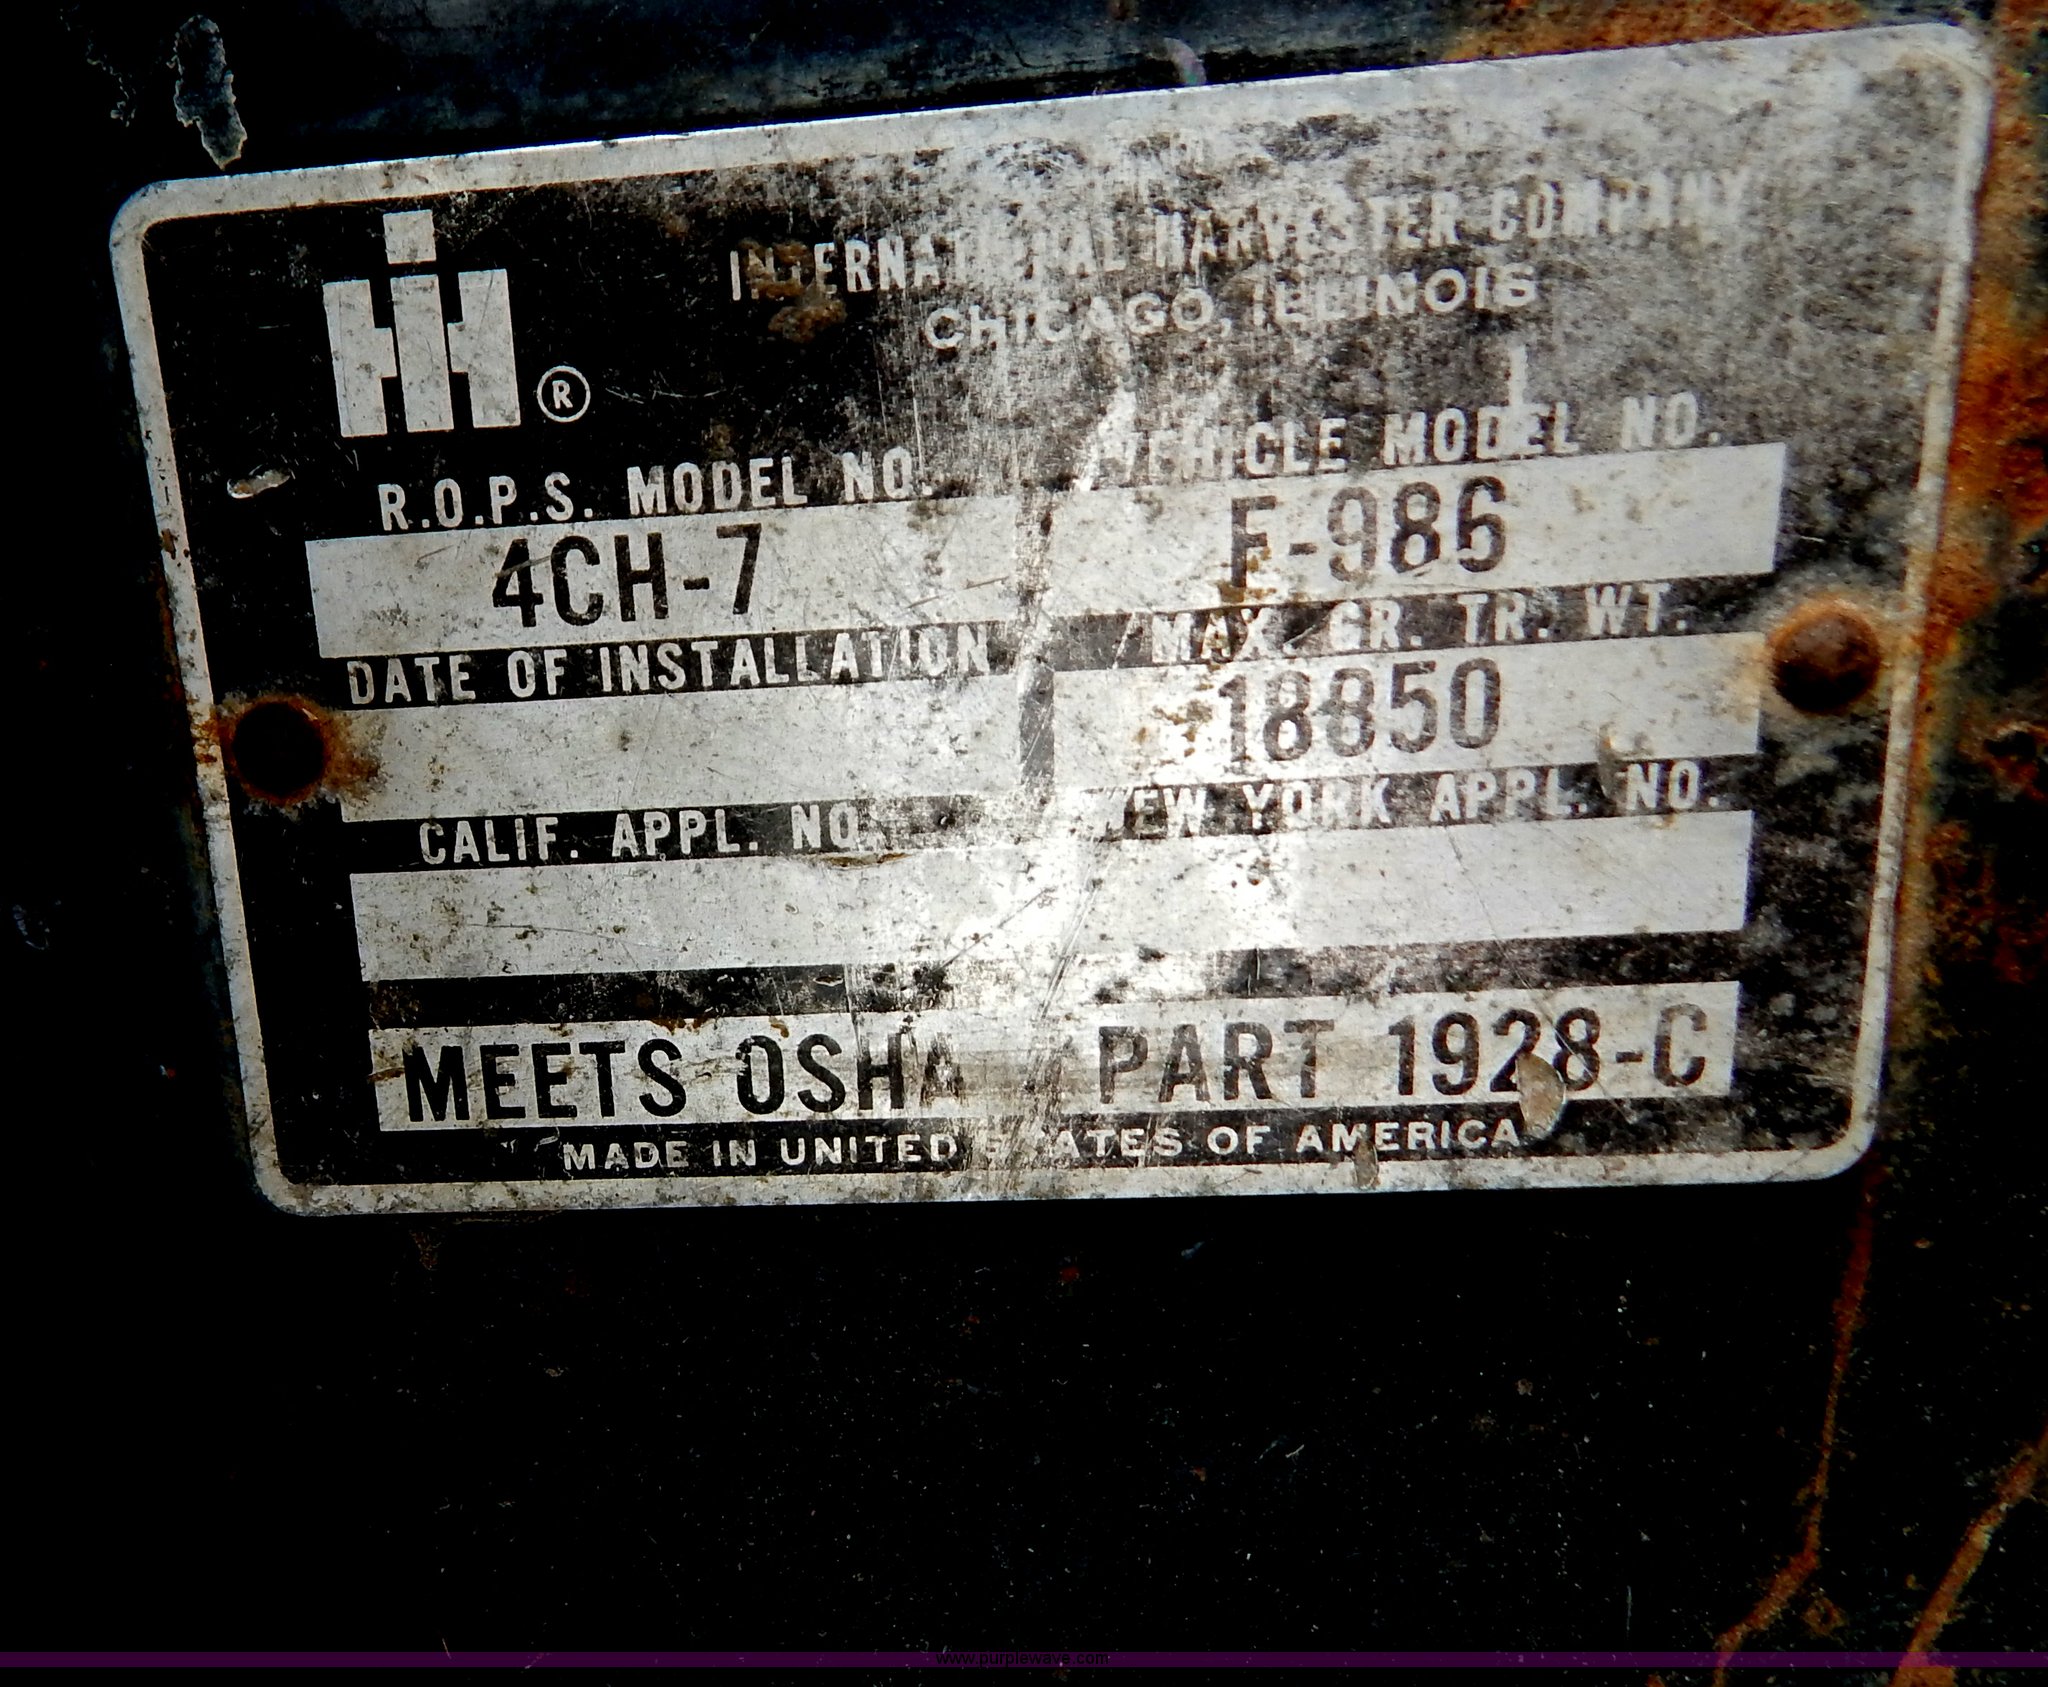 IH ®
INTERNATIONAL HARVESTER COMPANY
CHICAGO, ILLINOIS
R.O.P.S. MODEL NO. VEHICLE MODEL NO.
4CH-7 F-986
DATE OF INSTALLATION MAX. GR. TR. WT.
18850
CALIF. APPL. NO. NEW YORK APPL. NO.
MEETS OSHA PART 1928-C
MADE IN UNITED STATES OF AMERICA
www.purplewave.com